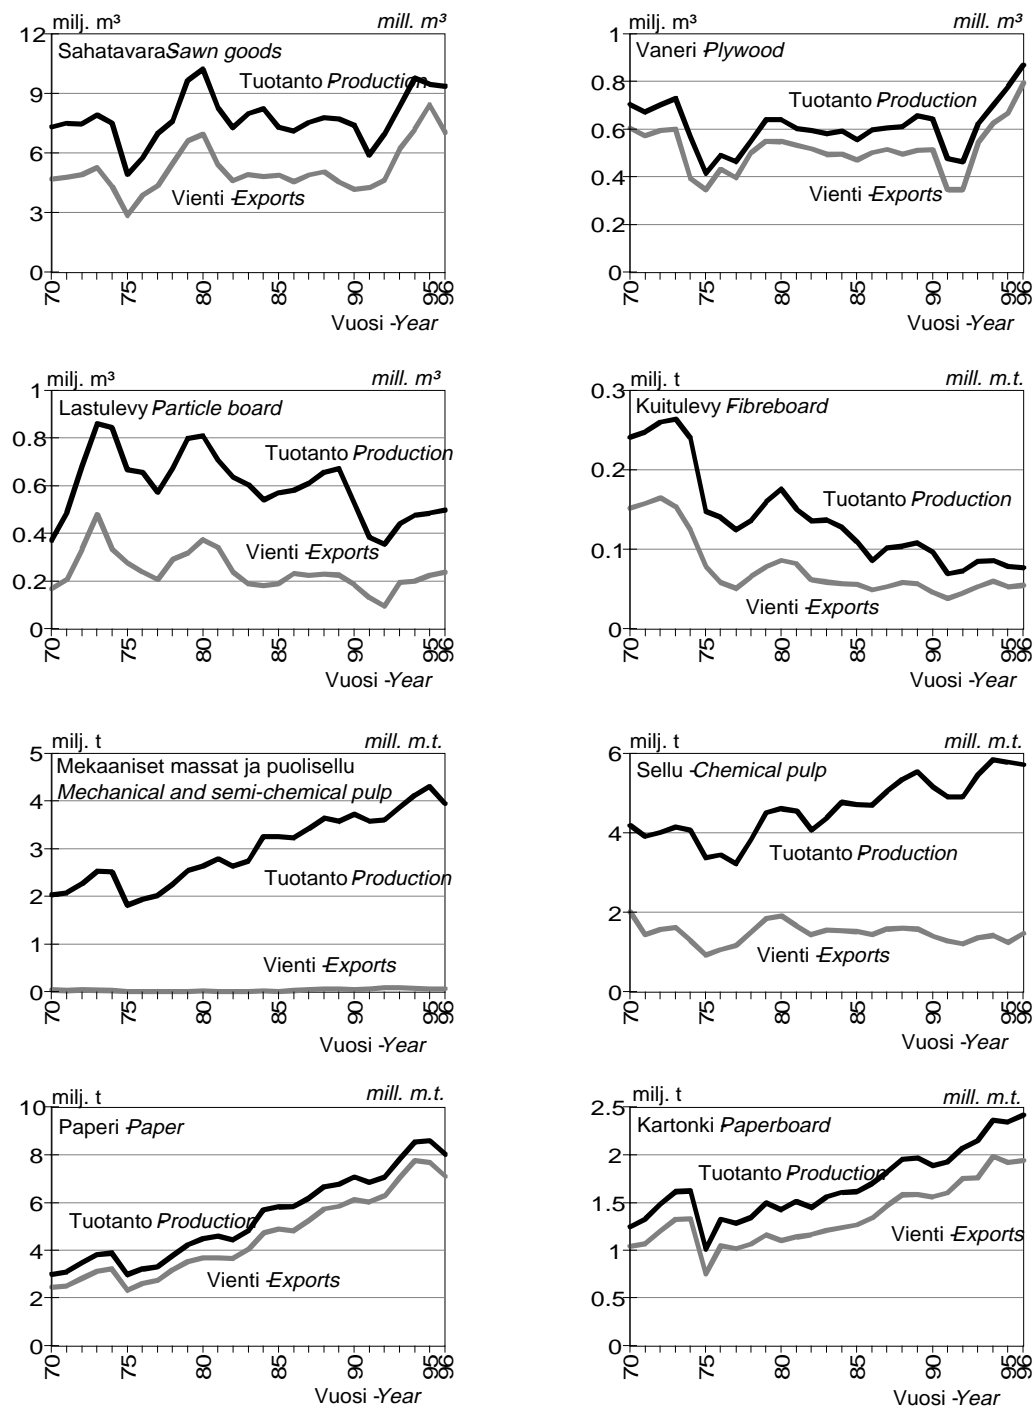 milj. m³ mill. m³
12
Sahatavara Sawn goods
Tuotanto Production
9
6
Vienti - Exports
3
0
70 75 80 85 90 95 96
Vuosi - Year
milj. m³ mill. m³
1
Vaneri - Plywood
0.8
Tuotanto Production
0.6
0.4
Vienti - Exports
0.2
0
70 75 80 85 90 95 96
Vuosi - Year
milj. m³ mill. m³
1
Lastulevy - Particle board
0.8
Tuotanto Production
0.6
0.4
Vienti - Exports
0.2
0
70 75 80 85 90 95 96
Vuosi - Year
milj. t mill. m.t.
0.3
Kuitulevy - Fibreboard
0.2
Tuotanto Production
0.1
Vienti - Exports
0
70 75 80 85 90 95 96
Vuosi - Year
milj. t mill. m.t.
5
Mekaaniset massat ja puolisellu
Mechanical and semi-chemical pulp
4
3
Tuotanto Production
2
1
Vienti - Exports
0
70 75 80 85 90 95 96
Vuosi - Year
milj. t mill. m.t.
6
Sellu - Chemical pulp
4
Tuotanto Production
2
Vienti - Exports
0
70 75 80 85 90 95 96
Vuosi - Year
milj. t mill. m.t.
10
Paperi - Paper
8
6
Tuotanto Production
4
Vienti - Exports
2
0
70 75 80 85 90 95 96
Vuosi - Year
milj. t mill. m.t.
2.5
Kartonki Paperboard
2
Tuotanto Production
1.5
Vienti - Exports
1
0.5
0
70 75 80 85 90 95 96
Vuosi - Year